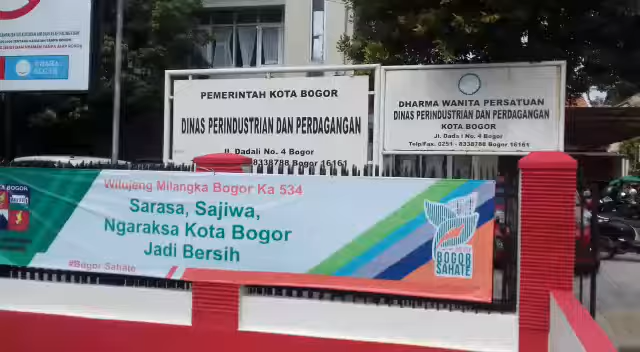 PEMERINTAH KOTA BOGOR
DINAS PERINDUSTRIAN DAN PERDAGANGAN
Jl. Dadali No. 4 Bogor
8338788 Bogor 16161
DHARMA WANITA PERSATUAN
DINAS PERINDUSTRIAN DAN PERDAGANGAN
KOTA BOGOR
Jl. Dadali No. 4 Bogor
Telp/Fax. 0251 - 8338788 Bogor 16161
Wilujeng Milangka Bogor Ka 534
Sarasa, Sajiwa,
Ngaraksa Kota Bogor
Jadi Bersih
#Bogor Sahate
BOGOR
SAHATE